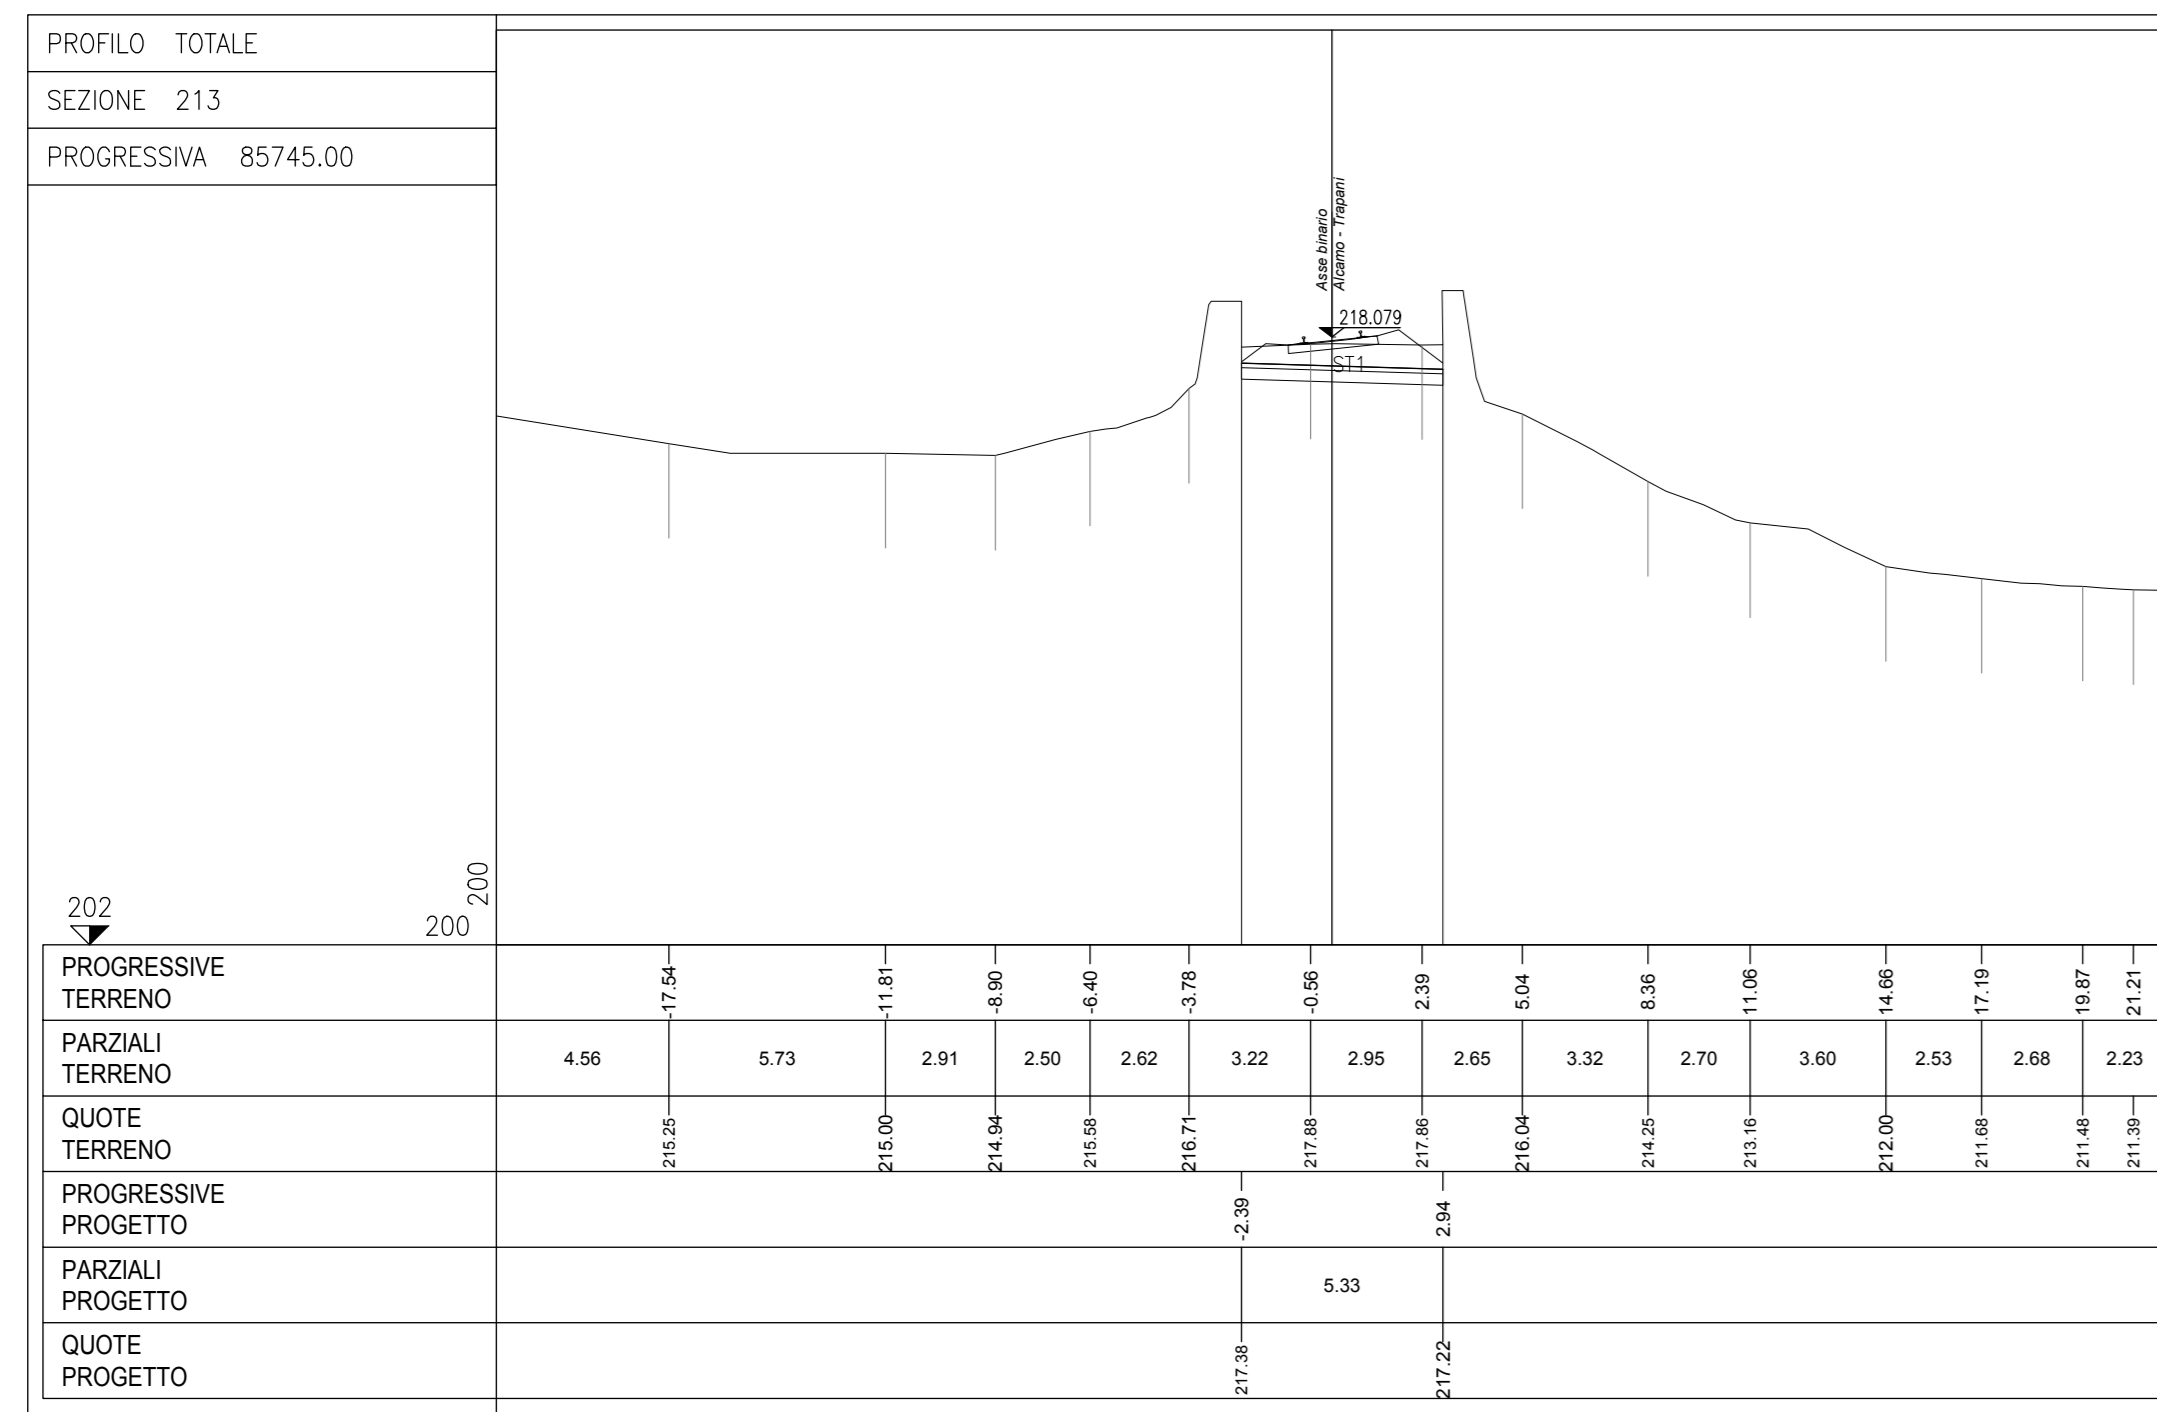 PROFILO TOTALE
SEZIONE 213
PROGRESSIVA 85745.00
Asse binario
Alcamo - Trapani
218.079
ST1
200
202
200
PROGRESSIVE
TERRENO
-17.54 -11.81 -8.90 -6.40 -3.78 -0.56 2.39 5.04 8.36 11.06 14.66 17.19 19.87 21.21
PARZIALI
TERRENO
4.56 5.73 2.91 2.50 2.62 3.22 2.95 2.65 3.32 2.70 3.60 2.53 2.68 2.23
QUOTE
TERRENO
215.25 215.00 214.94 215.58 216.71 217.88 217.86 216.04 214.25 213.16 212.00 211.68 211.48 211.39
PROGRESSIVE
PROGETTO
-2.39 2.94
PARZIALI
PROGETTO
5.33
QUOTE
PROGETTO
217.38 217.22